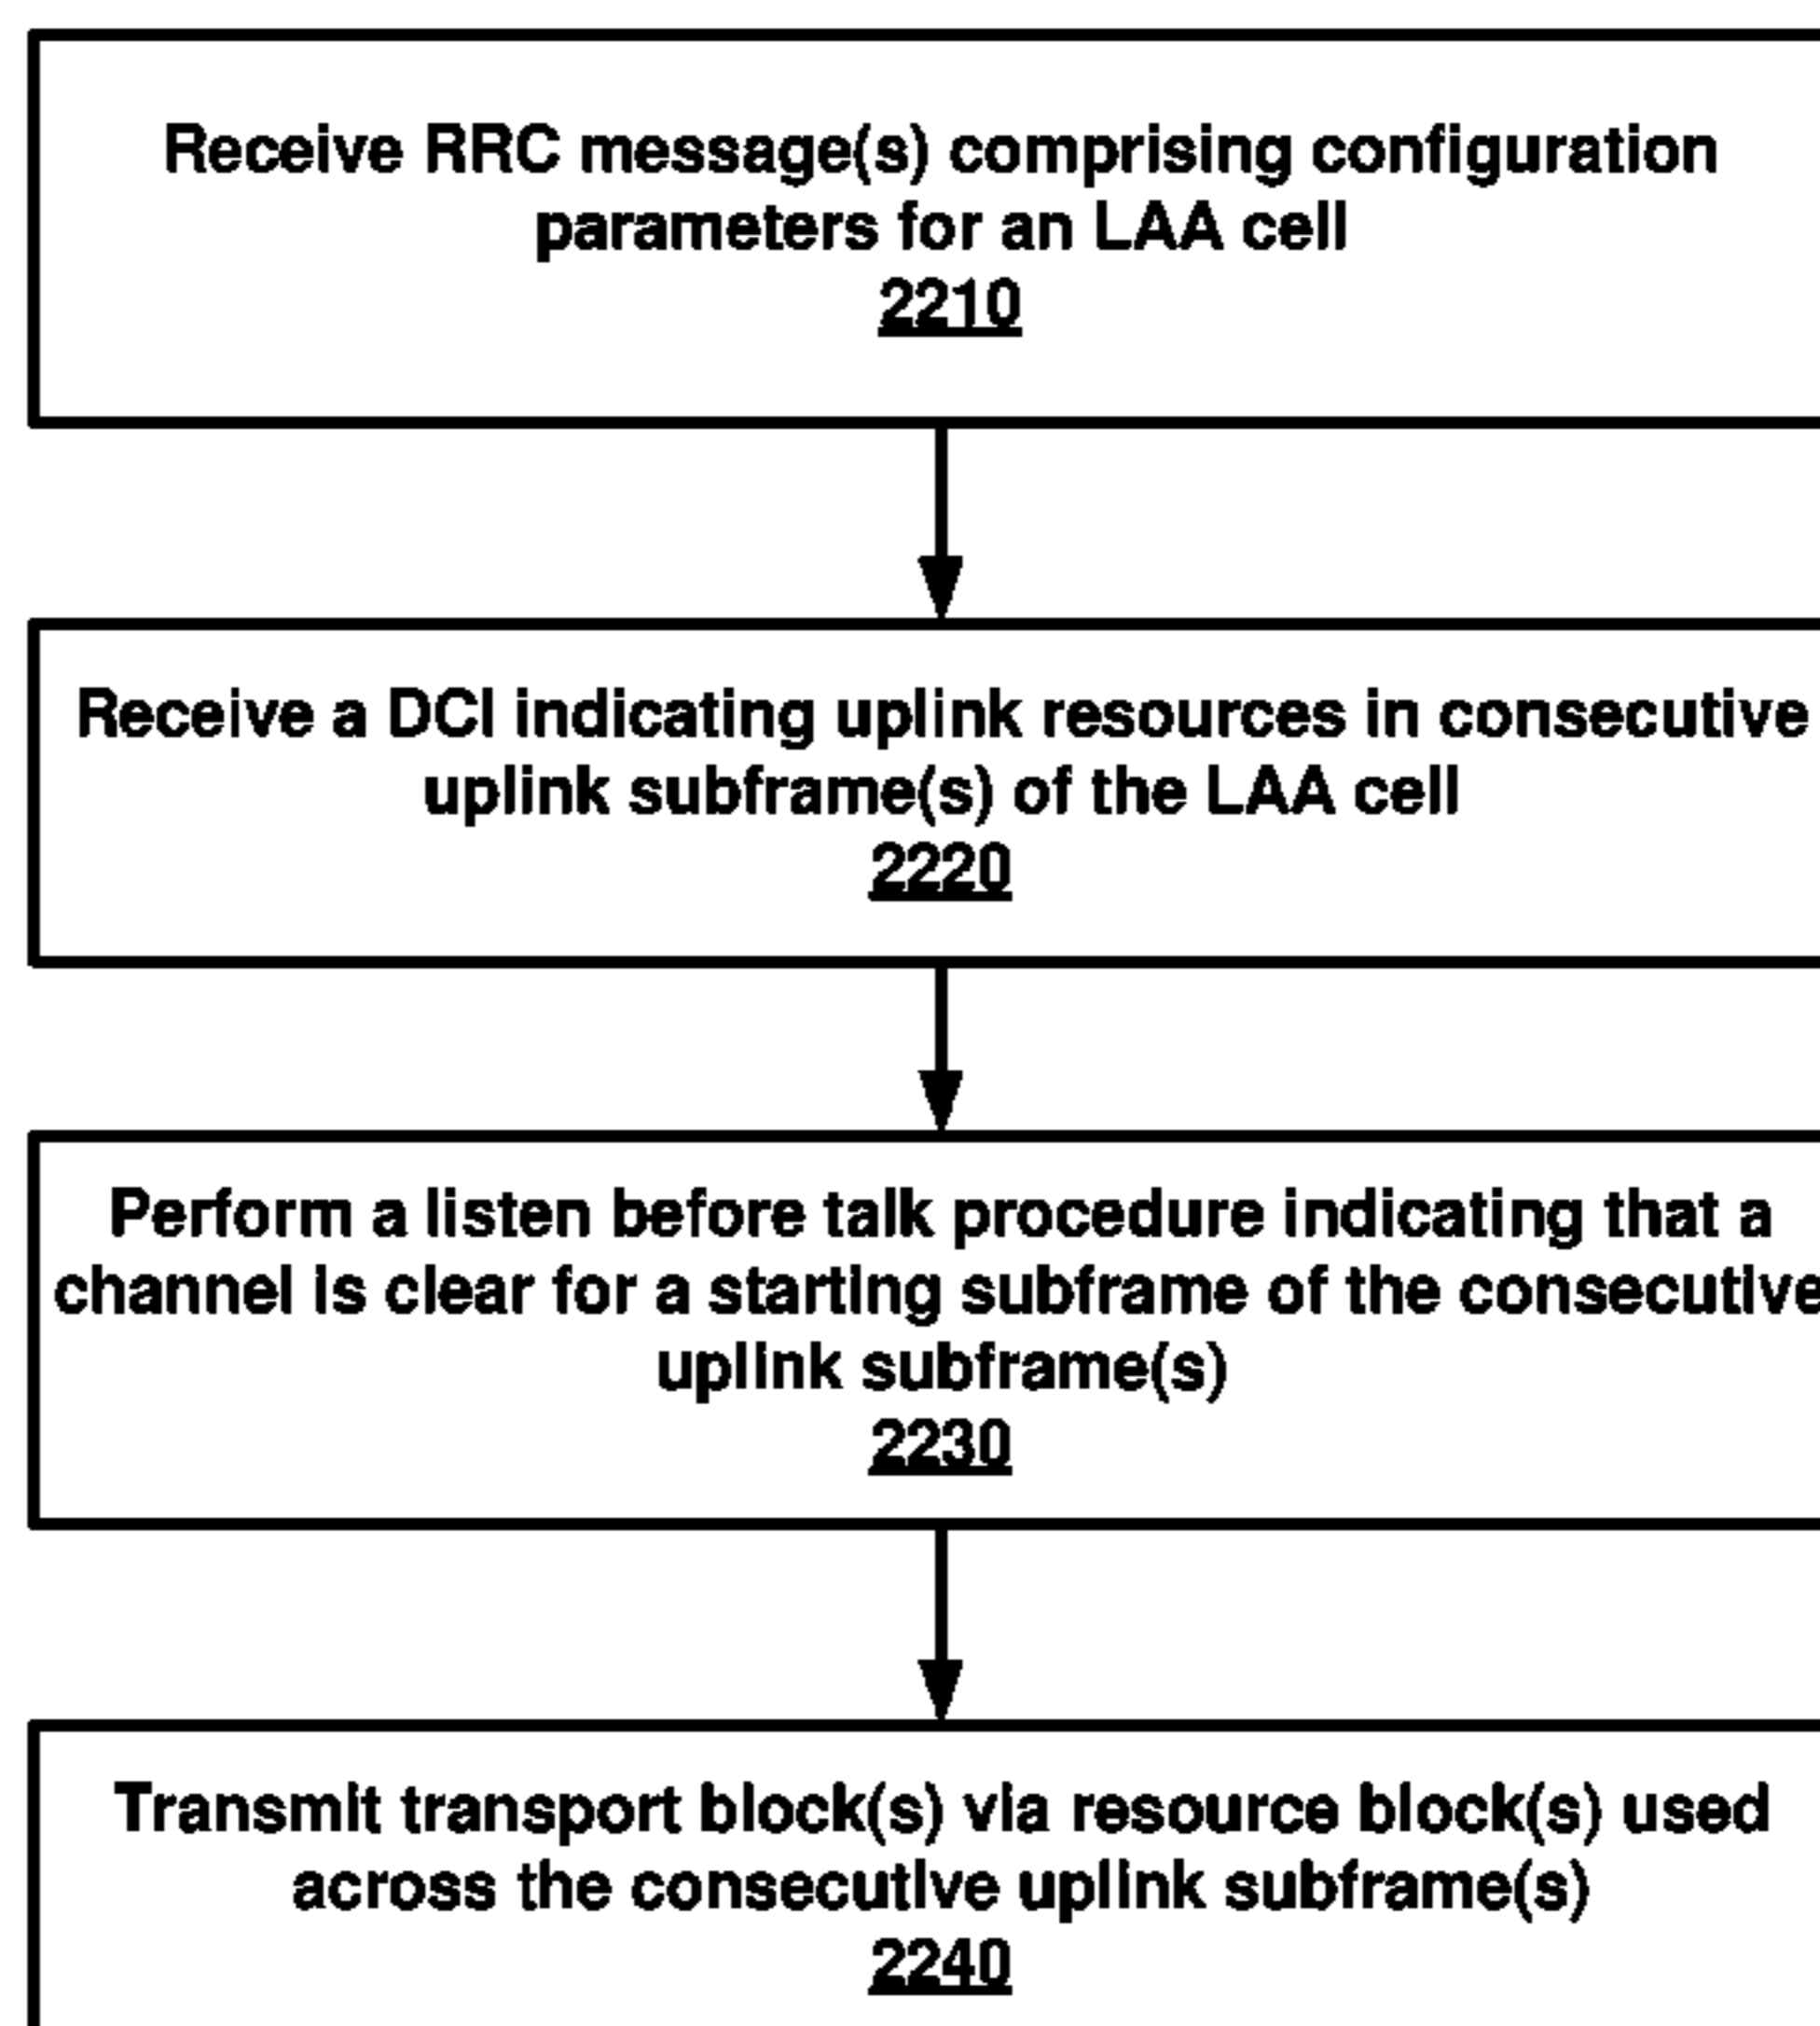 Receive RRC message(s) comprising configuration
parameters for an LAA cell
2210
Receive a DCI indicating uplink resources in consecutive
uplink subframe(s) of the LAA cell
2220
Perform a listen before talk procedure indicating that a
channel is clear for a starting subframe of the consecutive
uplink subframe(s)
2230
Transmit transport block(s) via resource block(s) used
across the consecutive uplink subframe(s)
2240